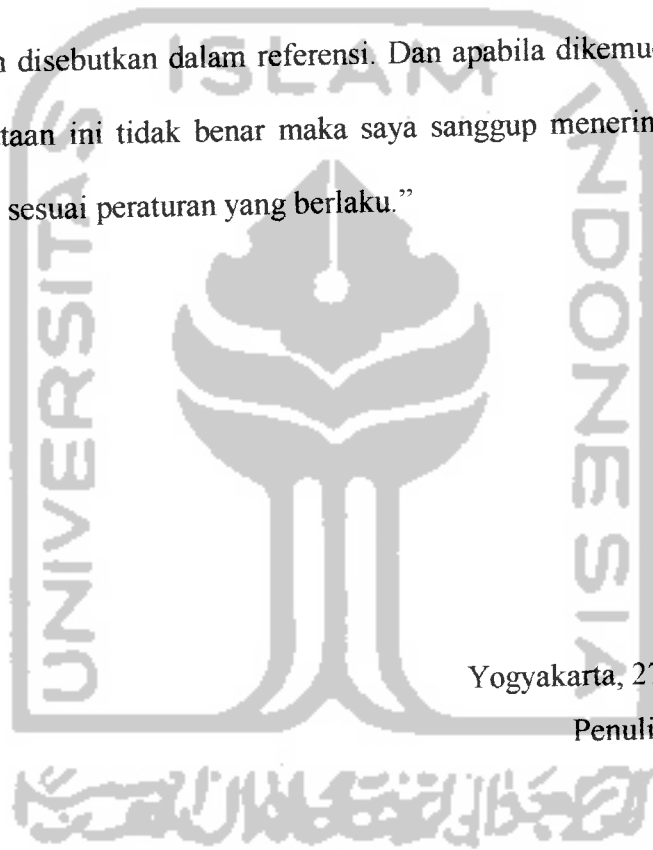 ISLAM
n disebutkan dalam referensi. Dan apabila dikemu
taan ini tidak benar maka saya sanggup menerin
sesuai peraturan yang berlaku.”
UNIVERSITAS
INDONESIA
Yogyakarta, 27
Penuli